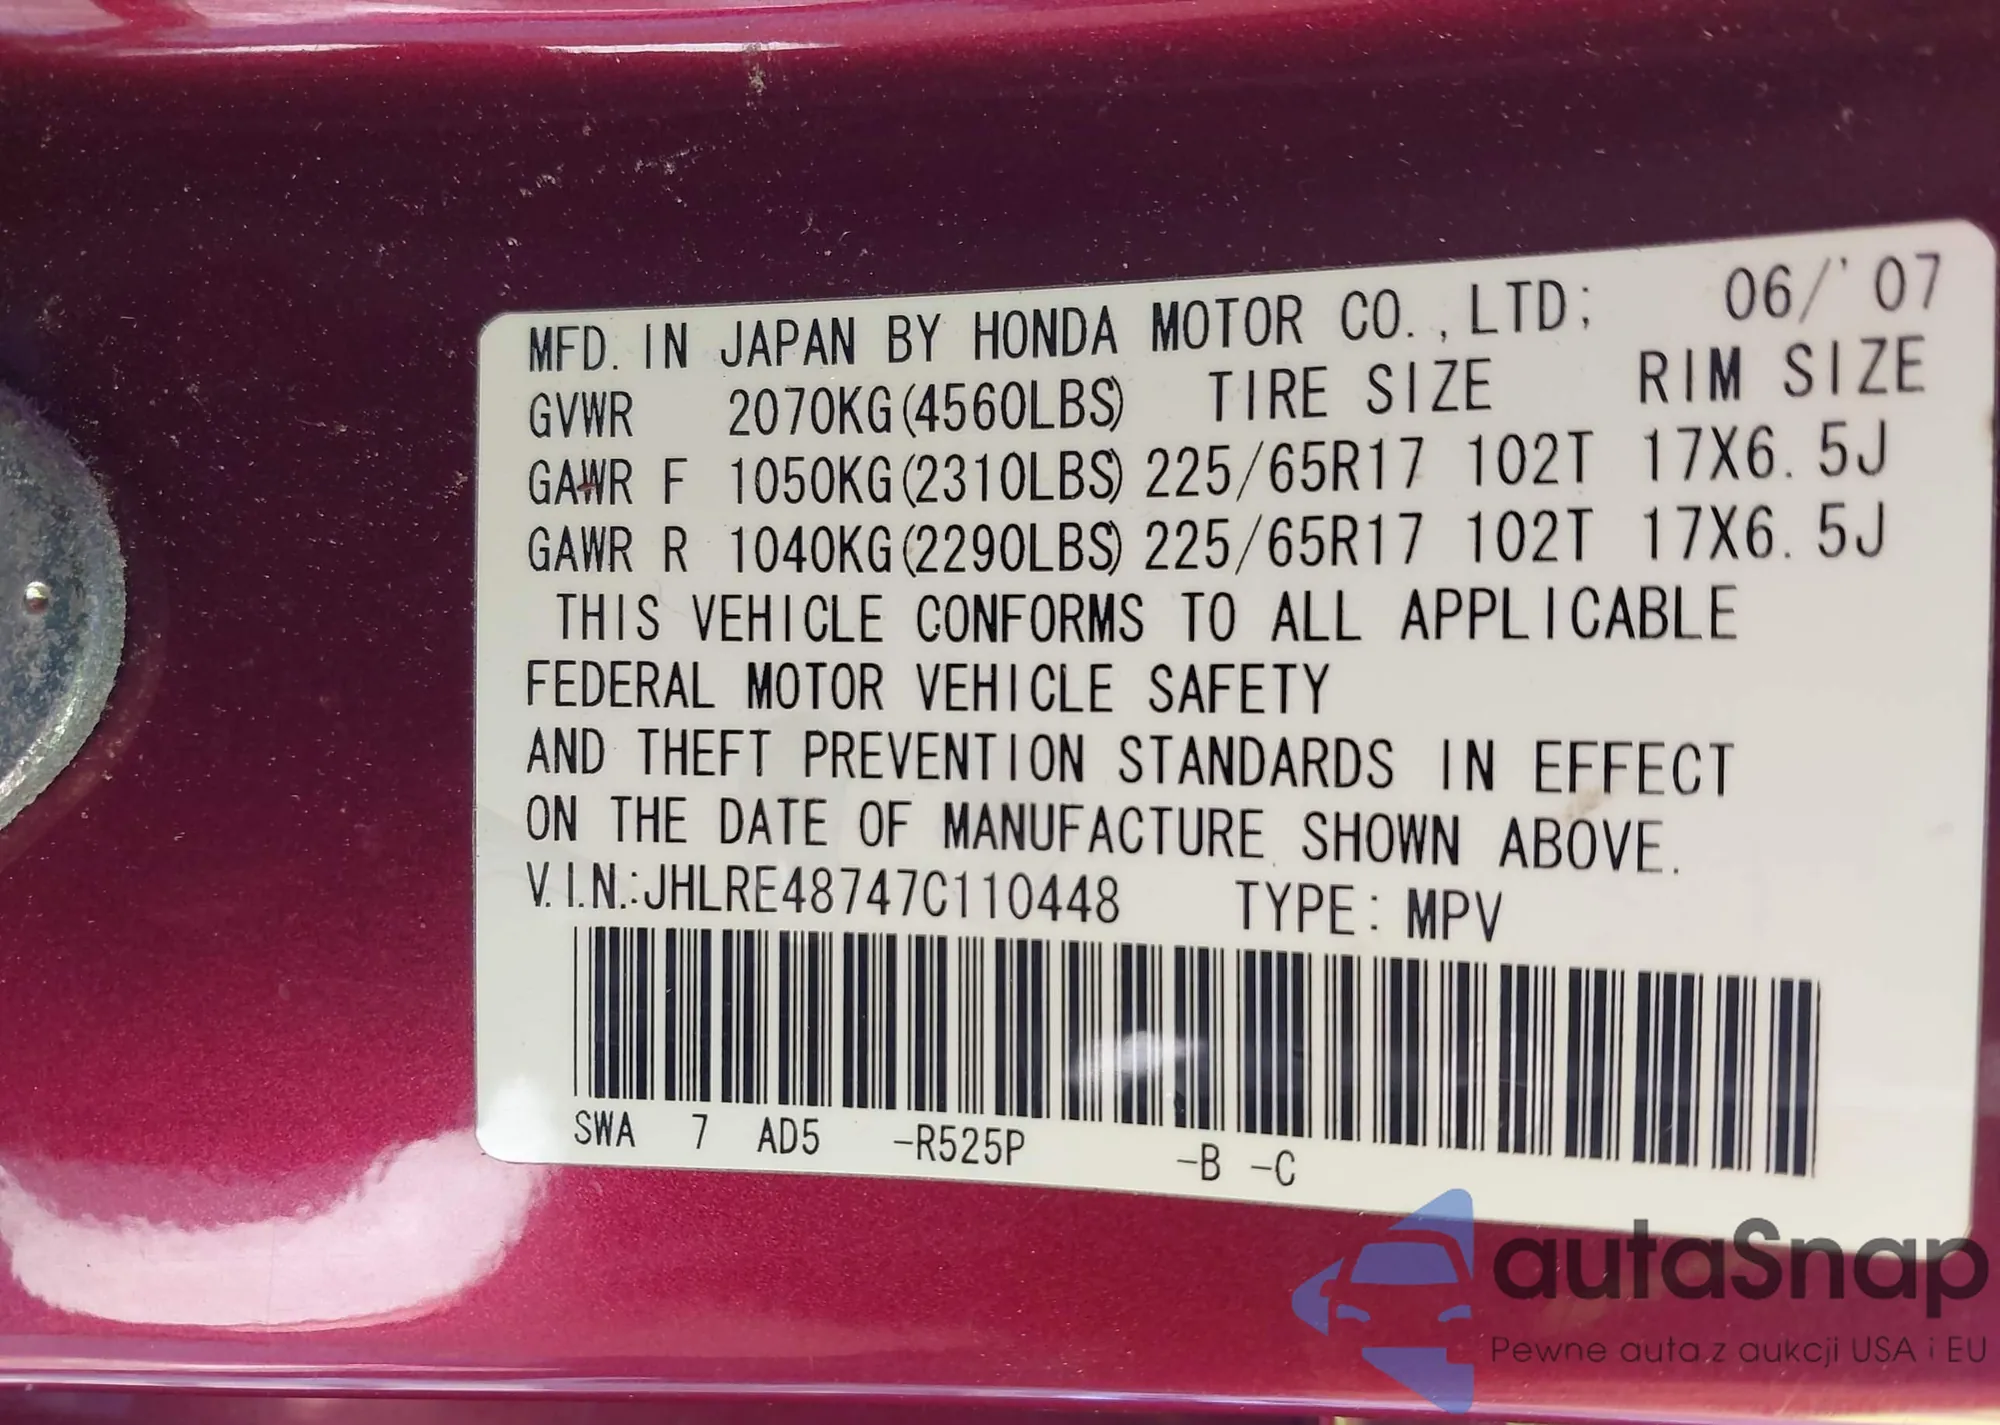 MFD. IN JAPAN BY HONDA MOTOR CO., LTD; 06/'07
GVWR 2070KG(4560LBS) TIRE SIZE RIM SIZE
GAWR F 1050KG(2310LBS) 225/65R17 102T 17X6.5J
GAWR R 1040KG(2290LBS) 225/65R17 102T 17X6.5J
THIS VEHICLE CONFORMS TO ALL APPLICABLE
FEDERAL MOTOR VEHICLE SAFETY
AND THEFT PREVENTION STANDARDS IN EFFECT
ON THE DATE OF MANUFACTURE SHOWN ABOVE.
V.I.N.:JHLRE48747C110448 TYPE: MPV
SWA 7 AD5 -R525P -B -C
autaSnap
Pewne auta z aukcji USA i EU